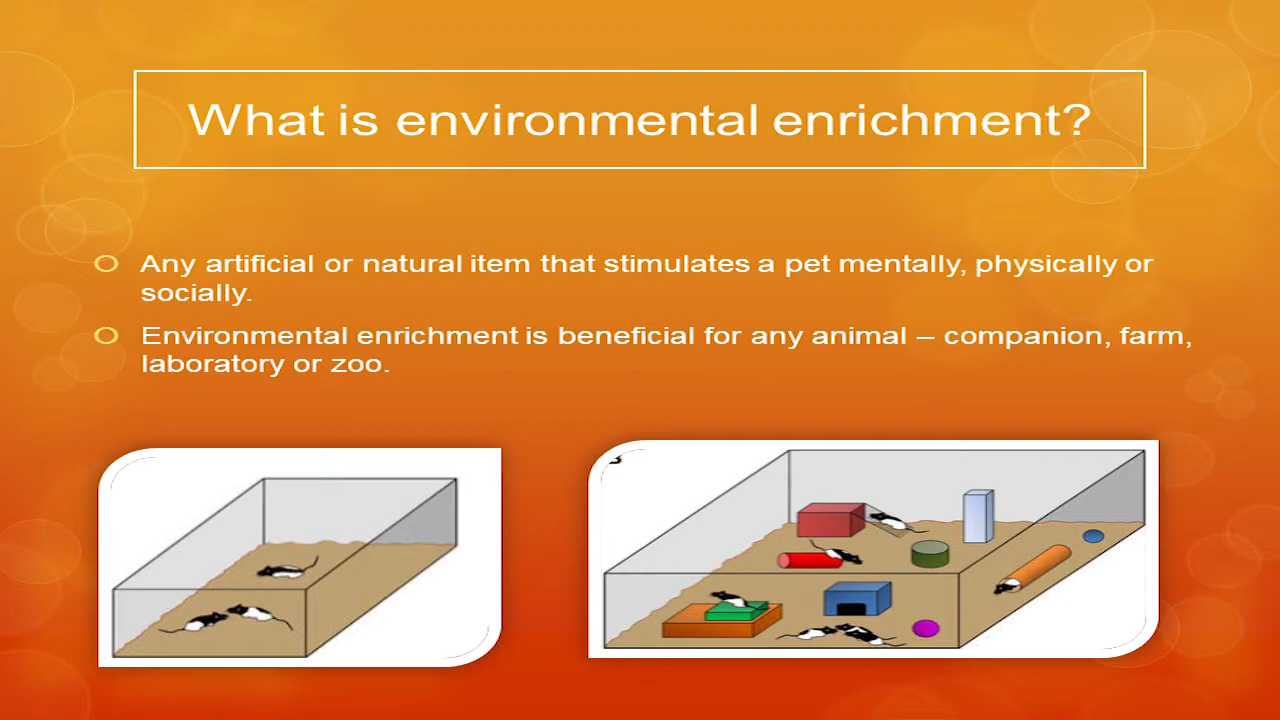 What is environmental enrichment?
Any artificial or natural item that stimulates a pet mentally, physically or
socially.
Environmental enrichment is beneficial for any animal – companion, farm,
laboratory or zoo.